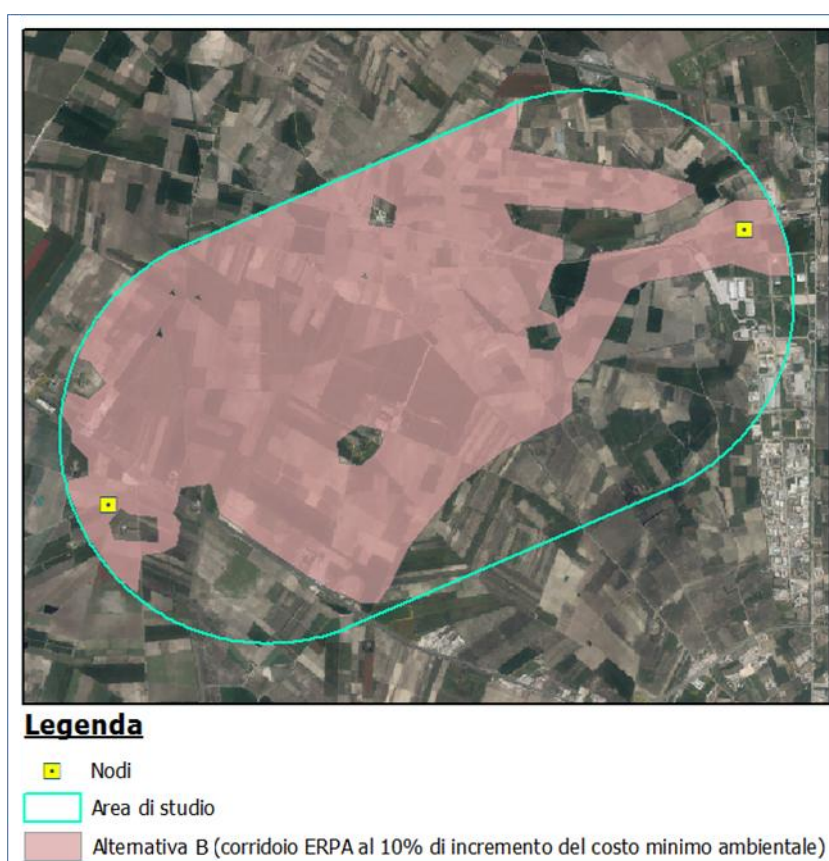 Legenda
Nodi
Area di studio
Alternativa B (corridoio ERPA al 10% di incremento del costo minimo ambientale)